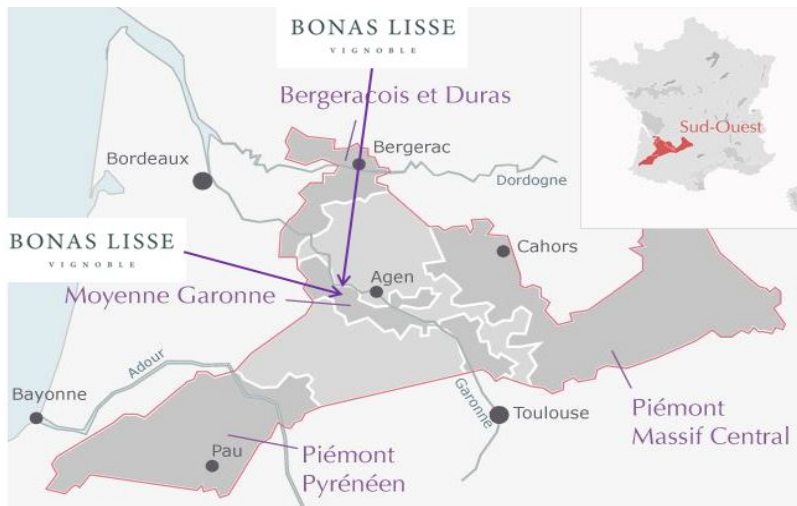 BONAS LISSE
VIGNOBLE
Bergeracois et Duras
Sud-Ouest
Bordeaux
Bergerac
Dordogne
BONAS LISSE
VIGNOBLE
Cahors
Agen
Moyenne Garonne
Adour
Garonne
Bayonne
Toulouse
Piémont
Massif Central
Pau
Piémont
Pyrénéen